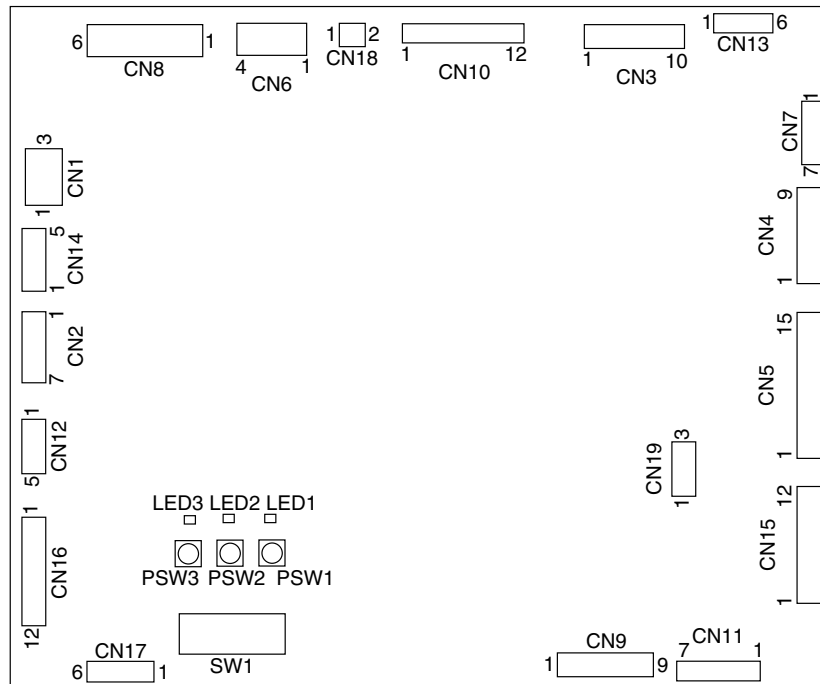 6 1
CN8
4 1
CN6
1 2
CN18
1 12
CN10
1 10
CN3
1 6
CN13
1
CN7
7
3
CN1
1
9
CN4
1
5
CN14
1
1
CN2
7
15
CN5
1
1
CN12
5
3
CN19
1
12
CN15
1
LED3 LED2 LED1
1
CN16
12
PSW3 PSW2 PSW1
SW1
CN17
6 1
CN9
1 9
CN11
7 1